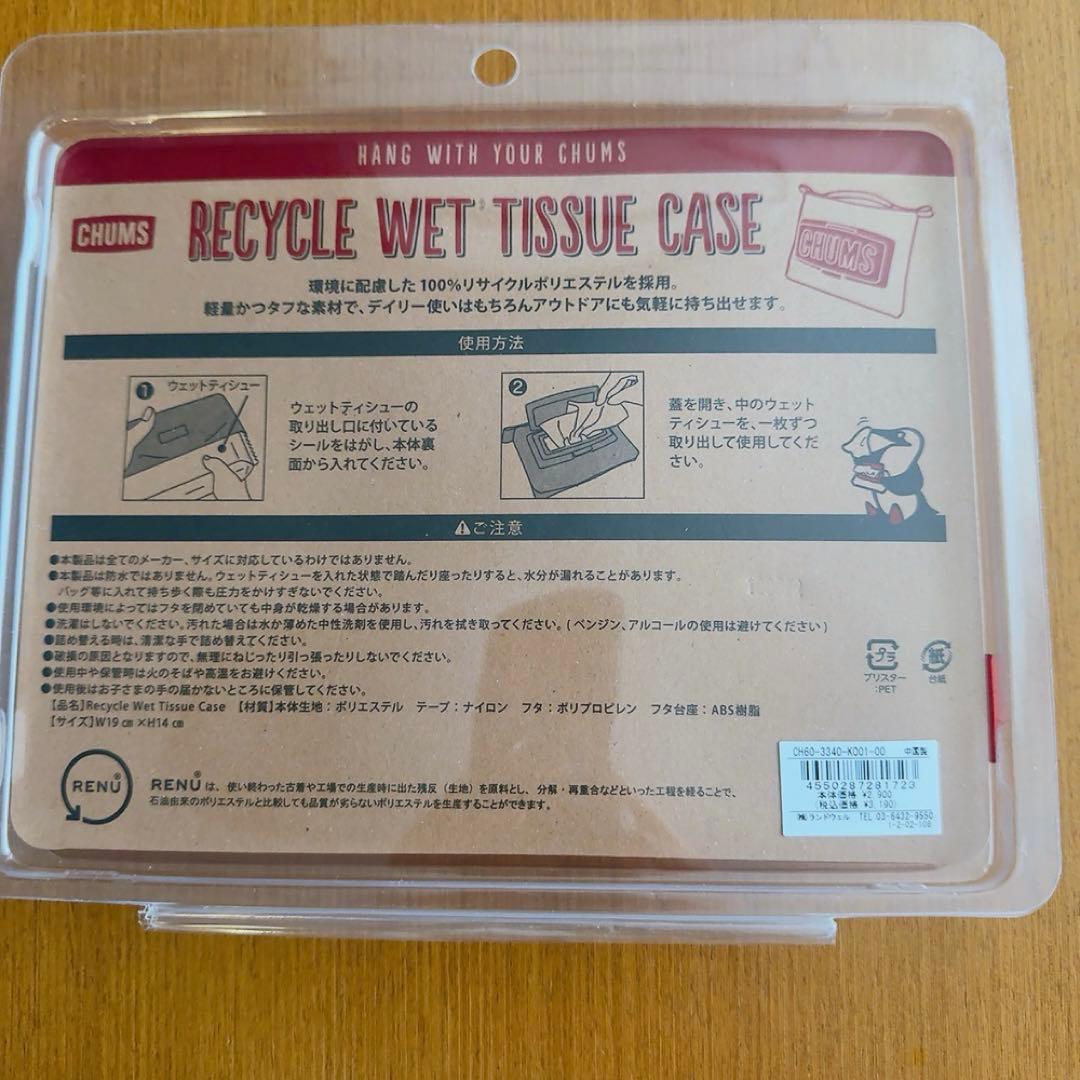 HANG WITH YOUR CHUMS
CHUMS
RECYCLE WET TISSUE CASE
CHUMS
環境に配慮した100%リサイクルポリエステルを採用。
軽量かつタフな素材で、デイリー使いはもちろんアウトドアにも気軽に持ち出せます。
使用方法
1 ウェットティシュー
ウェットティシューの
取り出し口に付いている
シールをはがし、本体裏
面から入れてください。
2
蓋を開き、中のウェット
ティシューを、一枚ずつ
取り出して使用してくだ
さい。
⚠ご注意
●本製品は全てのメーカー、サイズに対応しているわけではありません。
●本製品は防水ではありません。ウェットティシューを入れた状態で踏んだり座ったりすると、水分が漏れることがあります。
バッグ等に入れて持ち歩く際も圧力をかけすぎないでください。
●使用環境によってはフタを閉めていても中身が乾燥する場合があります。
●洗濯はしないでください。汚れた場合は水か薄めた中性洗剤を使用し、汚れを拭き取ってください。(ベンジン、アルコールの使用は避けてください)
●詰め替える時は、清潔な手で詰め替えてください。
●破損の原因となりますので、無理にねじったり引っ張ったりしないでください。
●使用中や保管時は火のそばや高温をお避けください。
●使用後はお子さまの手の届かないところに保管してください。
【品名】Recycle Wet Tissue Case 【材質】本体生地:ポリエステル テープ:ナイロン フタ:ポリプロピレン フタ台座:ABS樹脂
【サイズ】W19㎝×H14㎝
プラ
ブリスター
:PET
紙
台紙
RENU®
RENU®は、使い終わった古着や工場での生産時に出た残反(生地)を原料とし、分解・再重合などといった工程を経ることで、
石油由来のポリエステルと比較しても品質が劣らないポリエステルを生産することができます。
CH60-3340-K001-00 中国製
4550287281723
本体価格 ¥2,900
(税込価格 ¥3,190)
㈱ランドウェル TEL 03-6432-9550
1-2-02-108